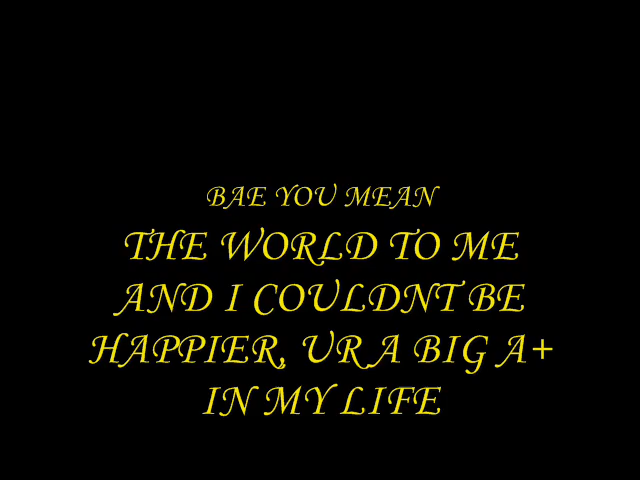 BAE YOU MEAN
THE WORLD TO ME
AND I COULDNT BE
HAPPIER, UR A BIG A+
IN MY LIFE